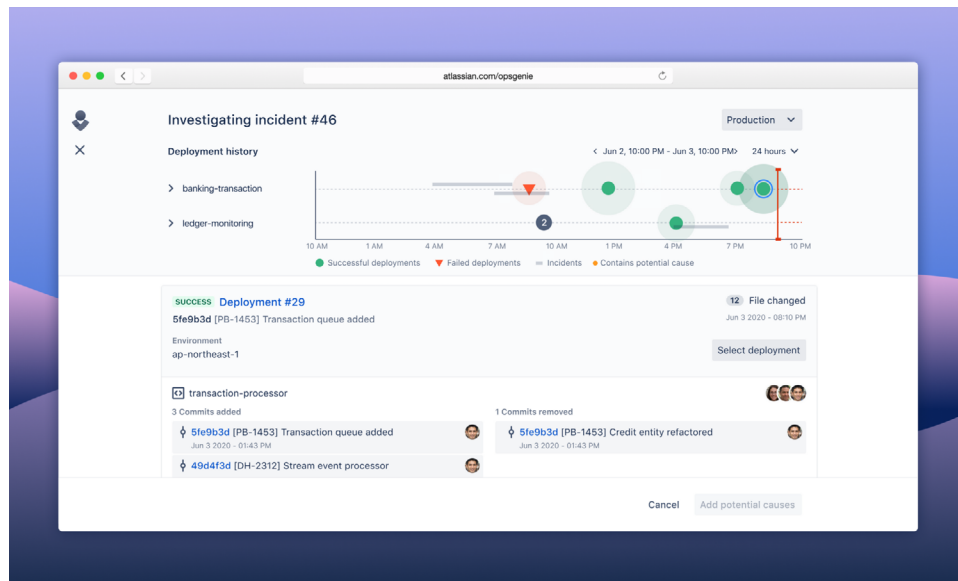 atlassian.com/opsgenie
Investigating incident #46
Production
Deployment history
< Jun 2, 10:00 PM - Jun 3, 10:00 PM>
24 hours
banking-transaction
ledger-monitoring
2
10 AM 1 AM 4 AM 7 AM 10 AM 1 PM 4 PM 7 PM 10 PM
Successful deployments Failed deployments Incidents Contains potential cause
SUCCESS Deployment #29
12 File changed
5fe9b3d [PB-1453] Transaction queue added
Jun 3 2020 - 08:10 PM
Environment
ap-northeast-1
Select deployment
transaction-processor
3 Commits added
1 Commits removed
5fe9b3d [PB-1453] Transaction queue added
Jun 3 2020 - 01:43 PM
5fe9b3d [PB-1453] Credit entity refactored
Jun 3 2020 - 01:43 PM
49d4f3d [DH-2312] Stream event processor
Cancel
Add potential causes